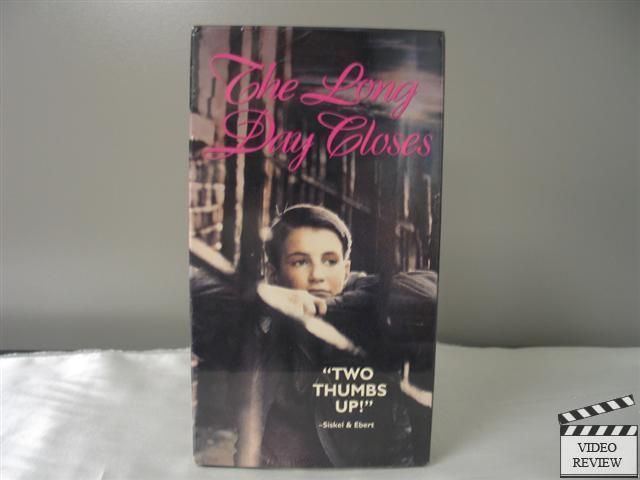 The Long
Day Closes
"TWO
THUMBS
UP!"
–Siskel & Ebert
VIDEO
REVIEW